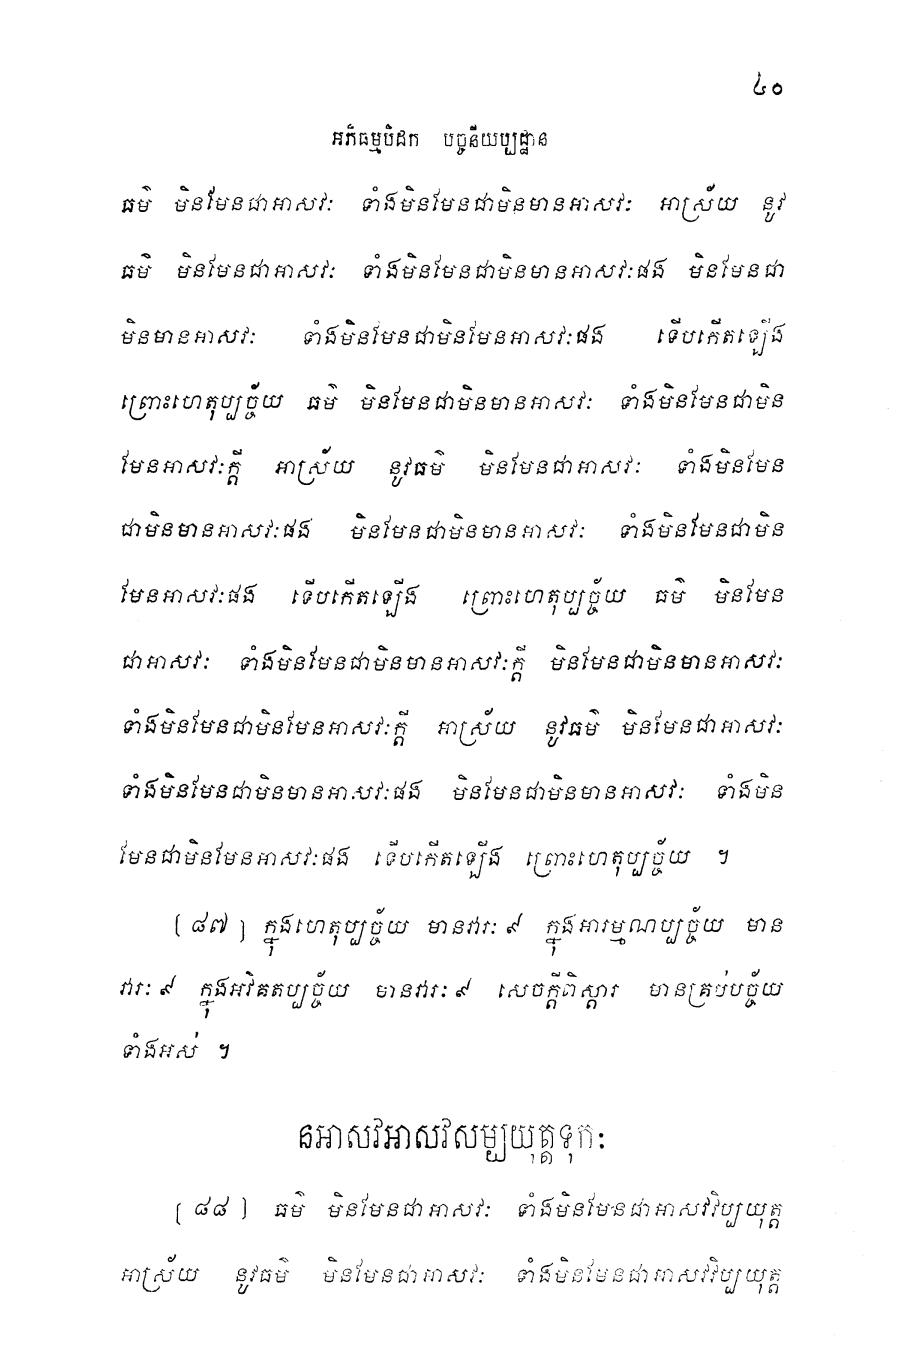 ៤០
អភិធម្មបិដក បច្ចនីយប្បដ្ឋាន
ធម៌ មិនមែនជាអាសវៈ ទាំងមិនមែនជាមិនមានអាសវៈ អាស្រ័យ នូវ
ធម៌ មិនមែនជាអាសវៈ ទាំងមិនមែនជាមិនមានអាសវៈផង មិនមែនជា
មិនមានអាសវៈ ទាំងមិនមែនជាមិនមែនអាសវៈផង ទើបកើតឡើង
ព្រោះហេតុប្បច្ច័យ ធម៌ មិនមែនជាមិនមានអាសវៈ ទាំងមិនមែនជាមិន
មែនអាសវៈក្តី អាស្រ័យ នូវធម៌ មិនមែនជាអាសវៈ ទាំងមិនមែន
ជាមិនមានអាសវៈផង មិនមែនជាមិនមានអាសវៈ ទាំងមិនមែនជាមិន
មែនអាសវៈផង ទើបកើតឡើង ព្រោះហេតុប្បច្ច័យ ធម៌ មិនមែន
ជាអាសវៈ ទាំងមិនមែនជាមិនមានអាសវៈក្តី មិនមែនជាមិនមានអាសវៈ
ទាំងមិនមែនជាមិនមែនអាសវៈក្តី អាស្រ័យ នូវធម៌ មិនមែនជាអាសវៈ
ទាំងមិនមែនជាមិនមានអាសវៈផង មិនមែនជាមិនមានអាសវៈ ទាំងមិន
មែនជាមិនមែនអាសវៈផង ទើបកើតឡើង ព្រោះហេតុប្បច្ច័យ ។
(៨៧) ក្នុងហេតុប្បច្ច័យ មានវារៈ ៩ ក្នុងអារម្មណប្បច្ច័យ មាន
វារៈ ៩ ក្នុងអវិគតប្បច្ច័យ មានវារៈ ៩ សេចក្តីពិស្តារ មានគ្រប់បច្ច័យ
ទាំងអស់ ។
នអាសវអាសវសម្បយុត្តទុកៈ
(៨៨) ធម៌ មិនមែនជាអាសវៈ ទាំងមិនមែនជាអាសវវិប្បយុត្ត
អាស្រ័យ នូវធម៌ មិនមែនជាអាសវៈ ទាំងមិនមែនជាអាសវវិប្បយុត្ត